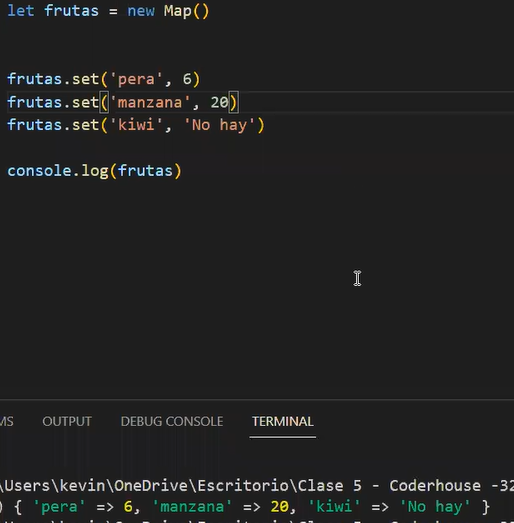 let frutas = new Map()
frutas.set('pera', 6)
frutas.set('manzana', 20)
frutas.set('kiwi', 'No hay')
console.log(frutas)
MS OUTPUT DEBUG CONSOLE TERMINAL
\Users\kevin\OneDrive\Escritorio\Clase 5 - Coderhouse -32
) { 'pera' => 6, 'manzana' => 20, 'kiwi' => 'No hay' }